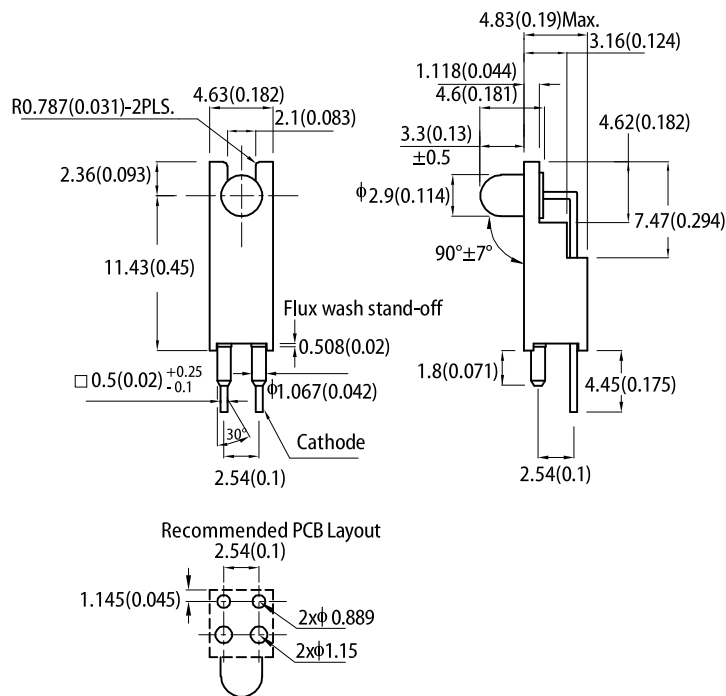 4.83(0.19)Max.
3.16(0.124)
1.118(0.044)
4.63(0.182)
4.6(0.181)
R0.787(0.031)-2PLS.
2.1(0.083)
3.3(0.13)
±0.5
4.62(0.182)
2.36(0.093)
ϕ2.9(0.114)
7.47(0.294)
90°±7°
11.43(0.45)
Flux wash stand-off
0.508(0.02)
1.8(0.071)
□0.5(0.02) +0.25
-0.1
ϕ1.067(0.042)
4.45(0.175)
30°
Cathode
2.54(0.1)
2.54(0.1)
Recommended PCB Layout
2.54(0.1)
1.145(0.045)
2xϕ 0.889
2xϕ1.15